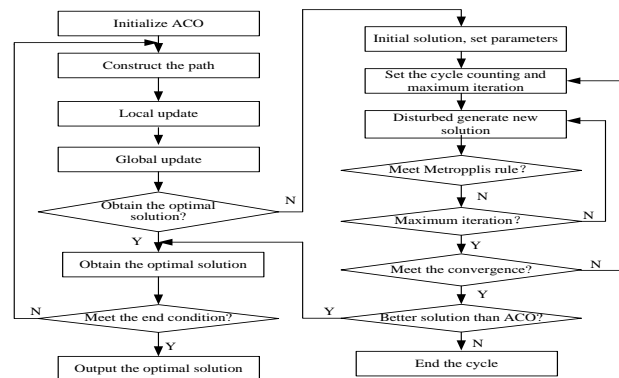 Initialize ACO
Construct the path
Local update
Global update
Obtain the optimal
solution?
N
Y
Obtain the optimal solution
N
Meet the end condition?
Y
Output the optimal solution
Initial solution, set parameters
Set the cycle counting and
maximum iteration
Disturbed generate new
solution
Meet Metropplis rule?
N
Maximum iteration?
N
Y
Meet the convergence?
N
Y
Y
Better solution than ACO?
N
End the cycle